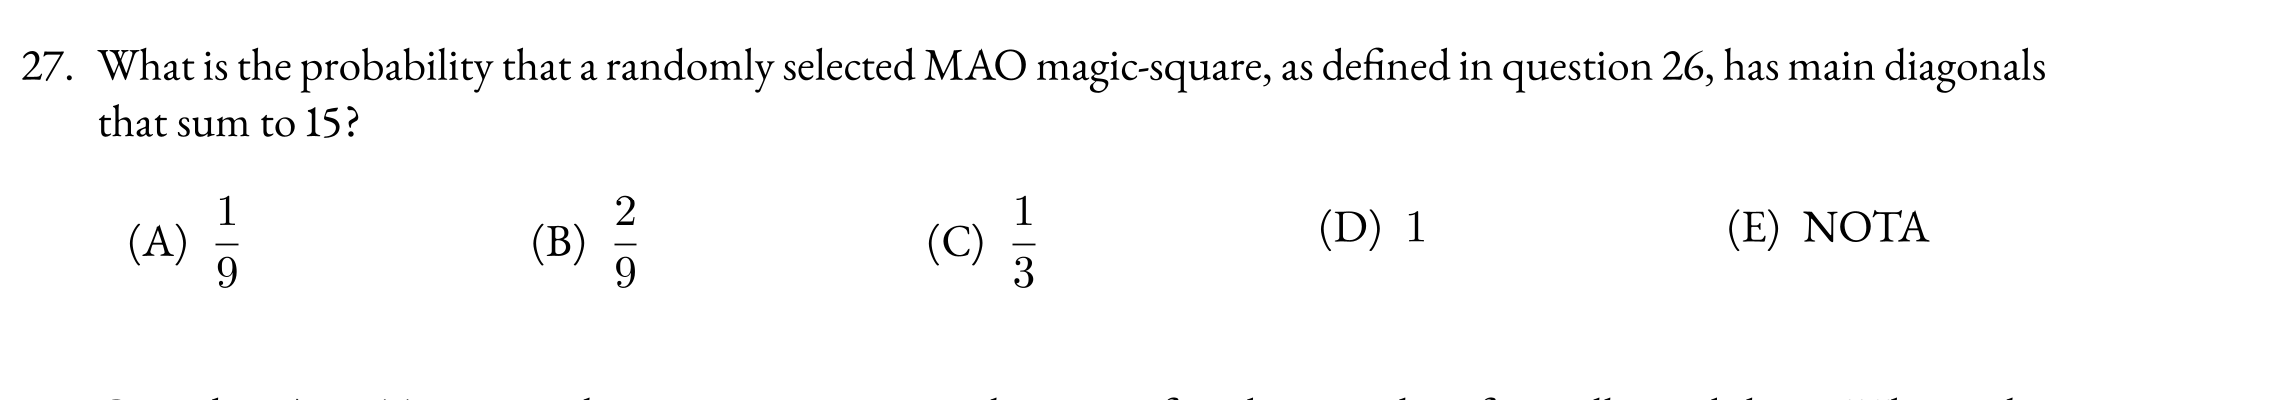 27. What is the probability that a randomly selected MAO magic-square, as defined in question 26, has main diagonals
that sum to 15?
(A) 1/9 (B) 2/9 (C) 1/3 (D) 1 (E) NOTA